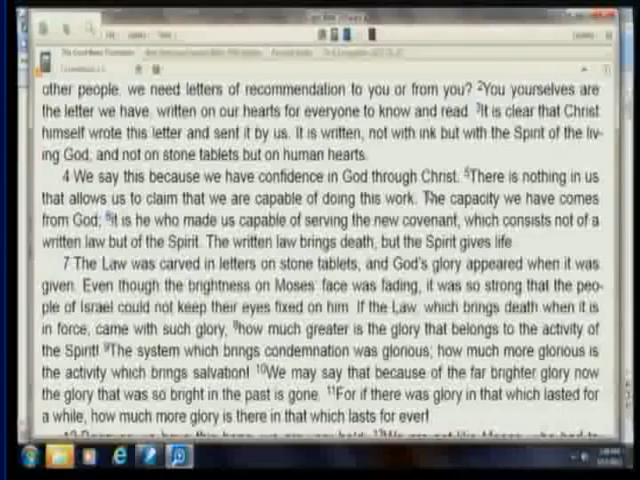 other people, we need letters of recommendation to you or from you? ²You yourselves are
the letter we have, written on our hearts for everyone to know and read. ³It is clear that Christ
himself wrote this letter and sent it by us. It is written, not with ink but with the Spirit of the liv-
ing God, and not on stone tablets but on human hearts.
4 We say this because we have confidence in God through Christ. ⁵There is nothing in us
that allows us to claim that we are capable of doing this work. The capacity we have comes
from God; ⁶it is he who made us capable of serving the new covenant, which consists not of a
written law but of the Spirit. The written law brings death, but the Spirit gives life.
7 The Law was carved in letters on stone tablets, and God's glory appeared when it was
given. Even though the brightness on Moses' face was fading, it was so strong that the peo-
ple of Israel could not keep their eyes fixed on him. If the Law, which brings death when it is
in force, came with such glory, ⁸how much greater is the glory that belongs to the activity of
the Spirit! ⁹The system which brings condemnation was glorious; how much more glorious is
the activity which brings salvation! ¹⁰We may say that because of the far brighter glory now
the glory that was so bright in the past is gone. ¹¹For if there was glory in that which lasted for
a while, how much more glory is there in that which lasts for ever!